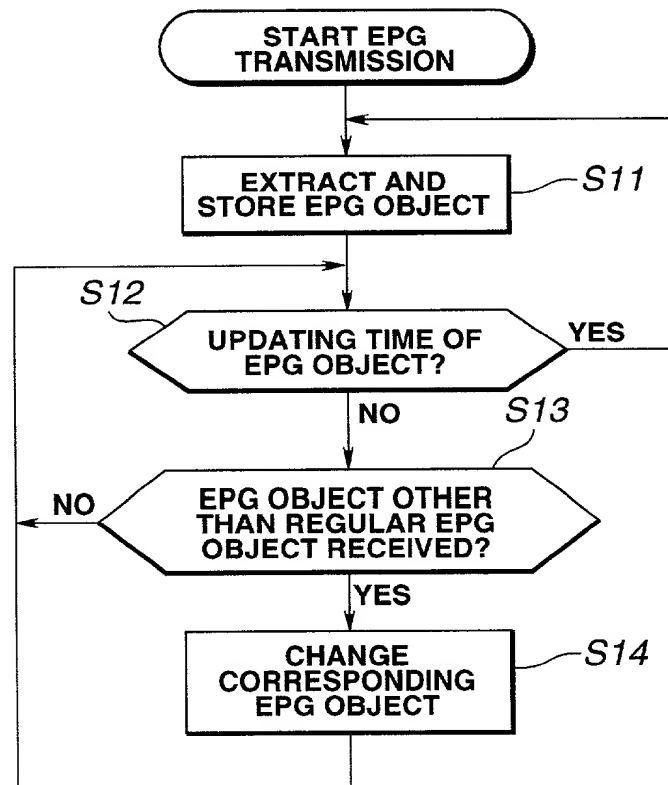 START EPG
TRANSMISSION
EXTRACT AND
STORE EPG OBJECT
S11
S12
UPDATING TIME OF
EPG OBJECT?
YES
NO
S13
EPG OBJECT OTHER
THAN REGULAR EPG
OBJECT RECEIVED?
NO
YES
CHANGE
CORRESPONDING
EPG OBJECT
S14